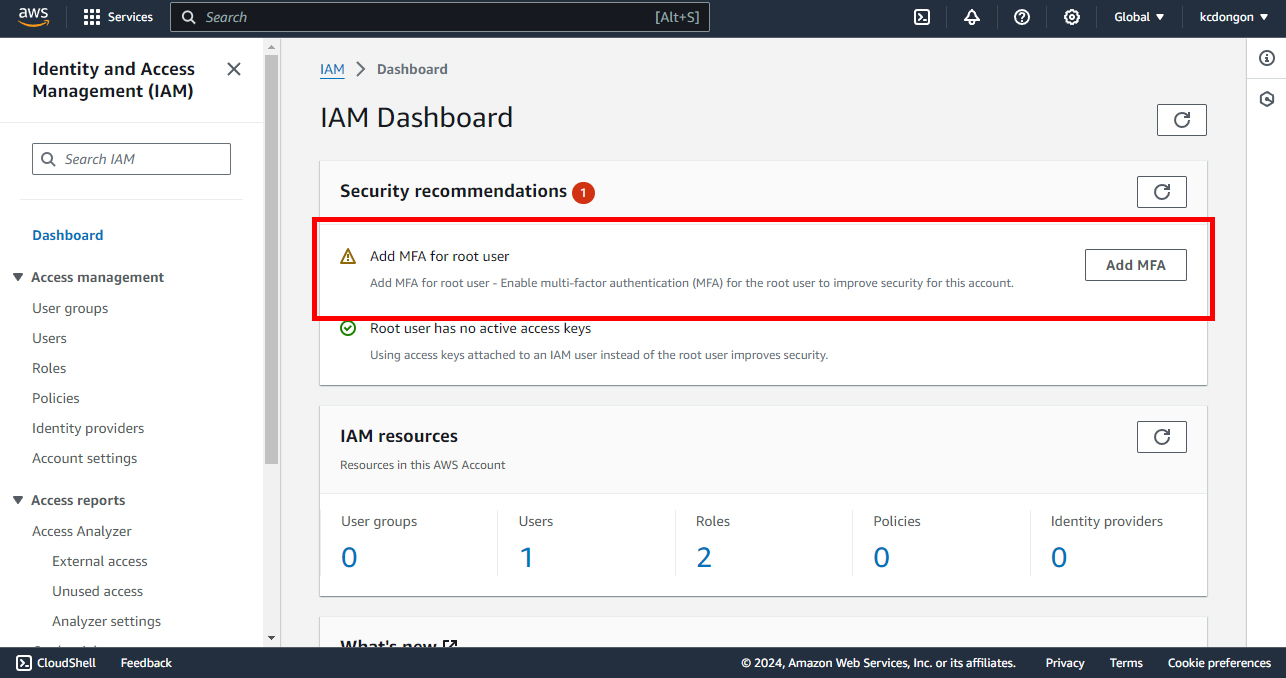 aws
Services
Search
[Alt+S]
Global
kcdongon
Identity and Access
Management (IAM)
Search IAM
Dashboard
Access management
User groups
Users
Roles
Policies
Identity providers
Account settings
Access reports
Access Analyzer
External access
Unused access
Analyzer settings
IAM
Dashboard
IAM Dashboard
Security recommendations 1
Add MFA for root user
Add MFA for root user - Enable multi-factor authentication (MFA) for the root user to improve security for this account.
Add MFA
Root user has no active access keys
Using access keys attached to an IAM user instead of the root user improves security.
IAM resources
Resources in this AWS Account
User groups
0
Users
1
Roles
2
Policies
0
Identity providers
0
What's new
CloudShell
Feedback
© 2024, Amazon Web Services, Inc. or its affiliates.
Privacy
Terms
Cookie preferences